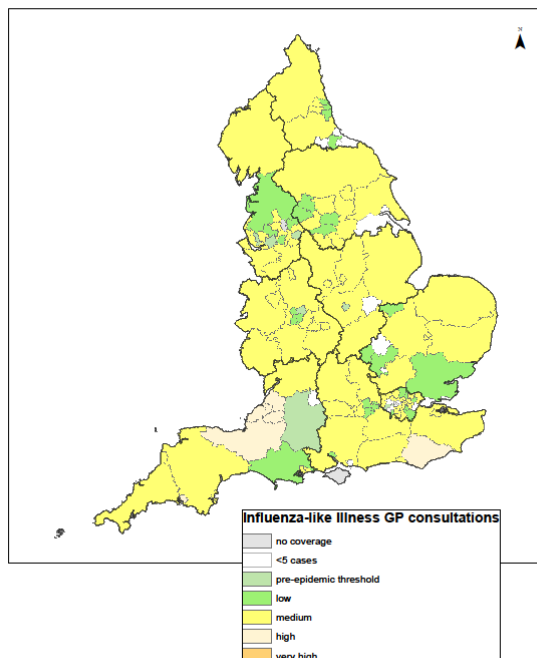 N
Influenza-like Illness GP consultations
no coverage
<5 cases
pre-epidemic threshold
low
medium
high
very high